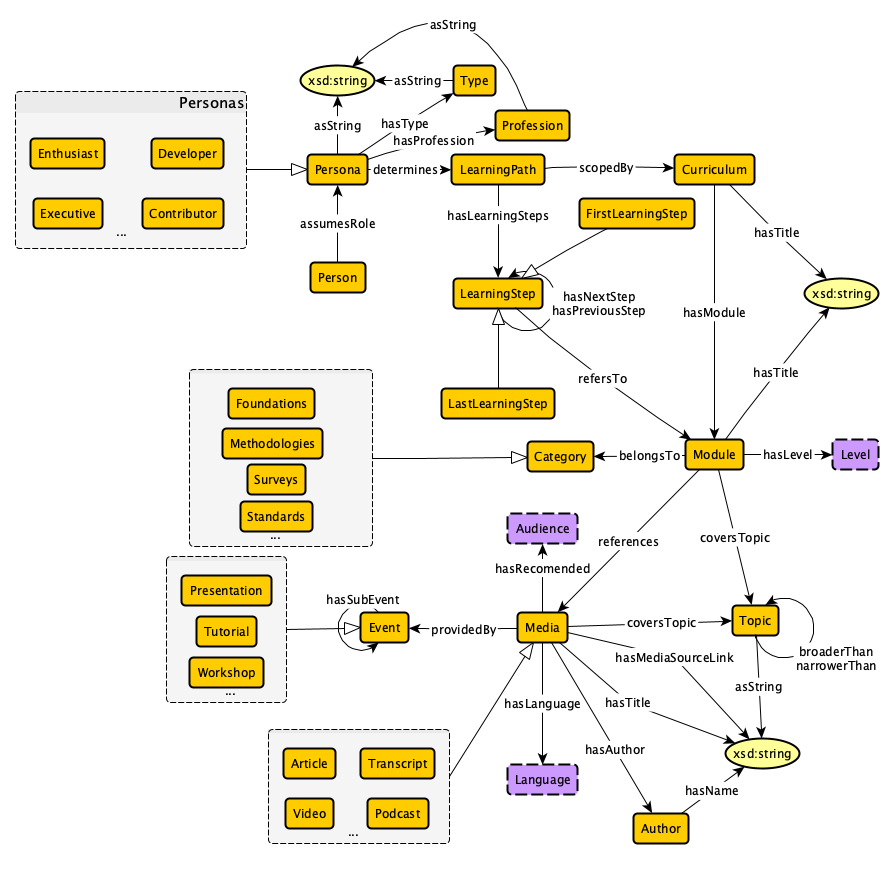 asString
xsd:string
asString
Type
Personas
asString
hasType
Profession
hasProfession
Enthusiast
Developer
Persona
determines
LearningPath
scopedBy
Curriculum
Executive
Contributor
...
assumesRole
hasLearningSteps
FirstLearningStep
hasTitle
Person
LearningStep
hasNextStep
hasPreviousStep
xsd:string
hasModule
refersTo
hasTitle
Foundations
LastLearningStep
Methodologies
Surveys
Standards
...
Category
belongsTo
Module
hasLevel
Level
Audience
references
coversTopic
hasRecomended
Presentation
Tutorial
Workshop
...
hasSubEvent
Event
providedBy
Media
coversTopic
Topic
broaderThan
narrowerThan
hasMediaSourceLink
asString
hasLanguage
hasTitle
hasAuthor
xsd:string
Article
Transcript
Video
Podcast
...
Language
hasName
Author